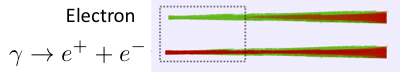 Electron
γ → e⁺ + e⁻